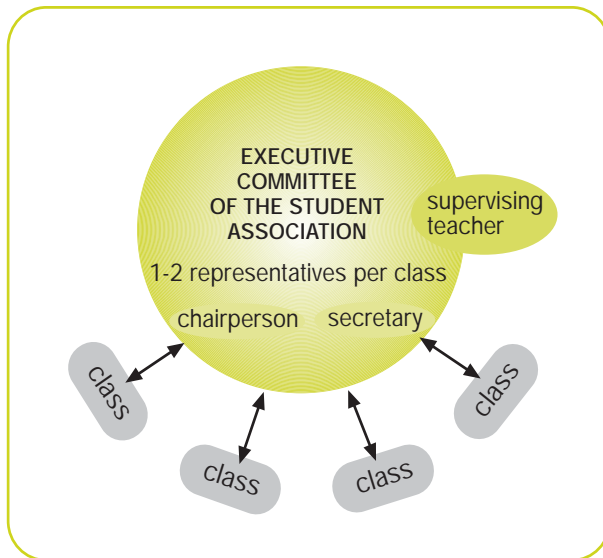 EXECUTIVE
COMMITTEE
OF THE STUDENT
ASSOCIATION
supervising
teacher
1-2 representatives per class
chairperson
secretary
class
class
class
class